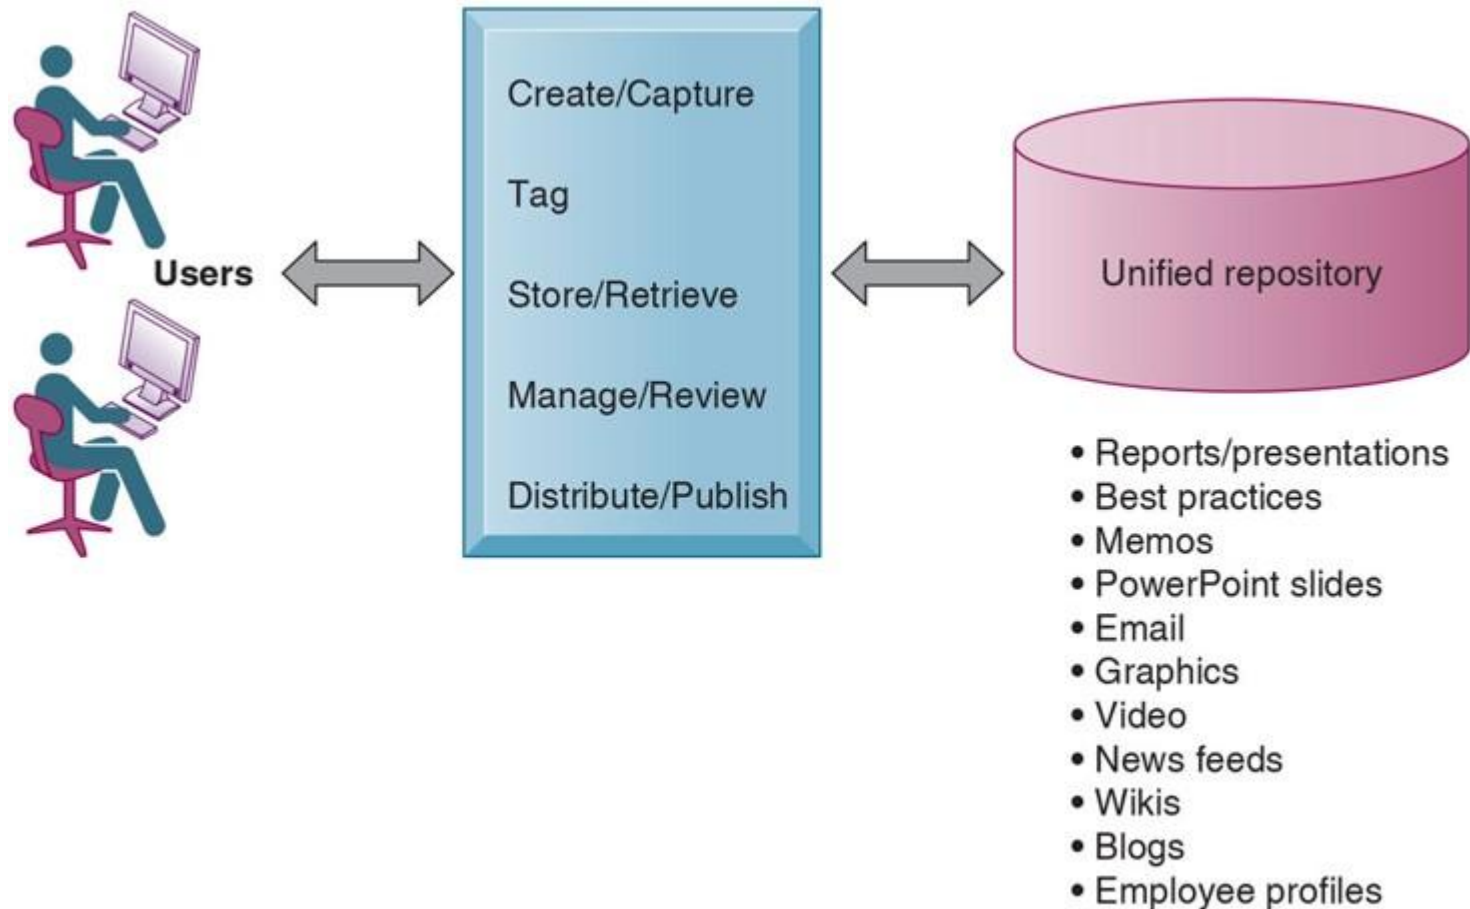 Users
Create/Capture
Tag
Store/Retrieve
Manage/Review
Distribute/Publish
Unified repository
• Reports/presentations
• Best practices
• Memos
• PowerPoint slides
• Email
• Graphics
• Video
• News feeds
• Wikis
• Blogs
• Employee profiles